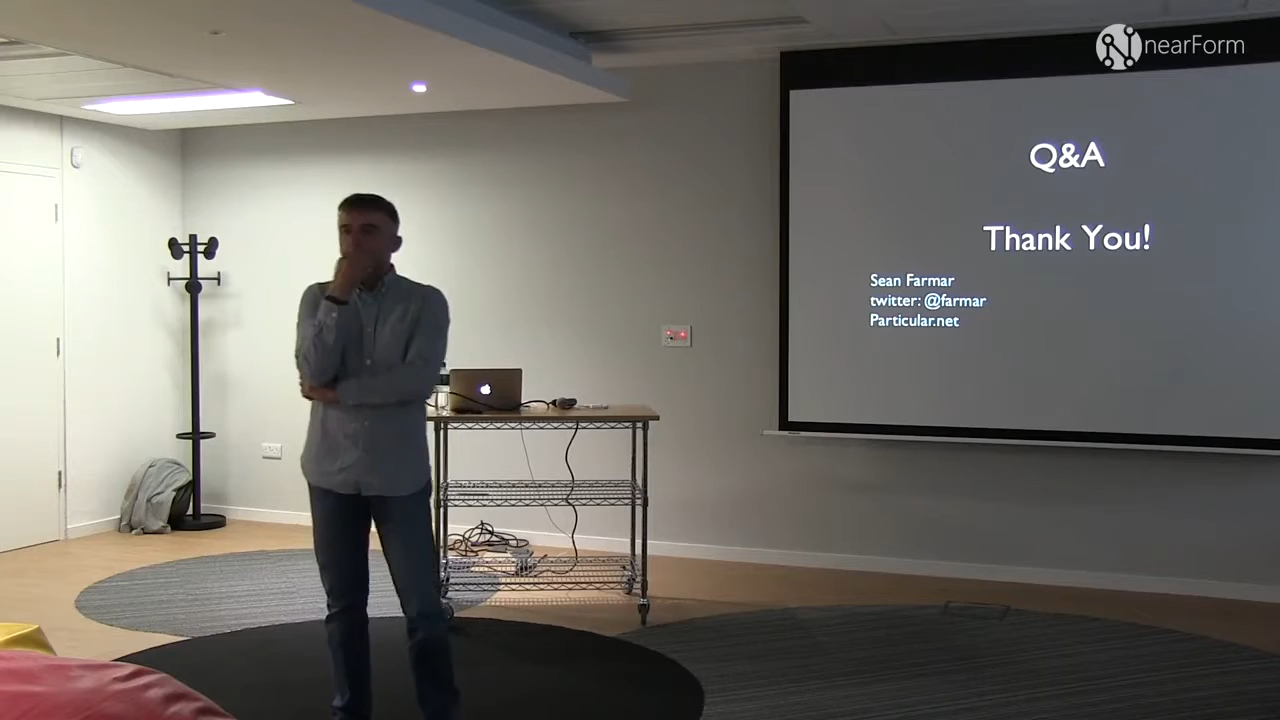 nearForm
Q&A
Thank You!
Sean Farmar
twitter: @farmar
Particular.net